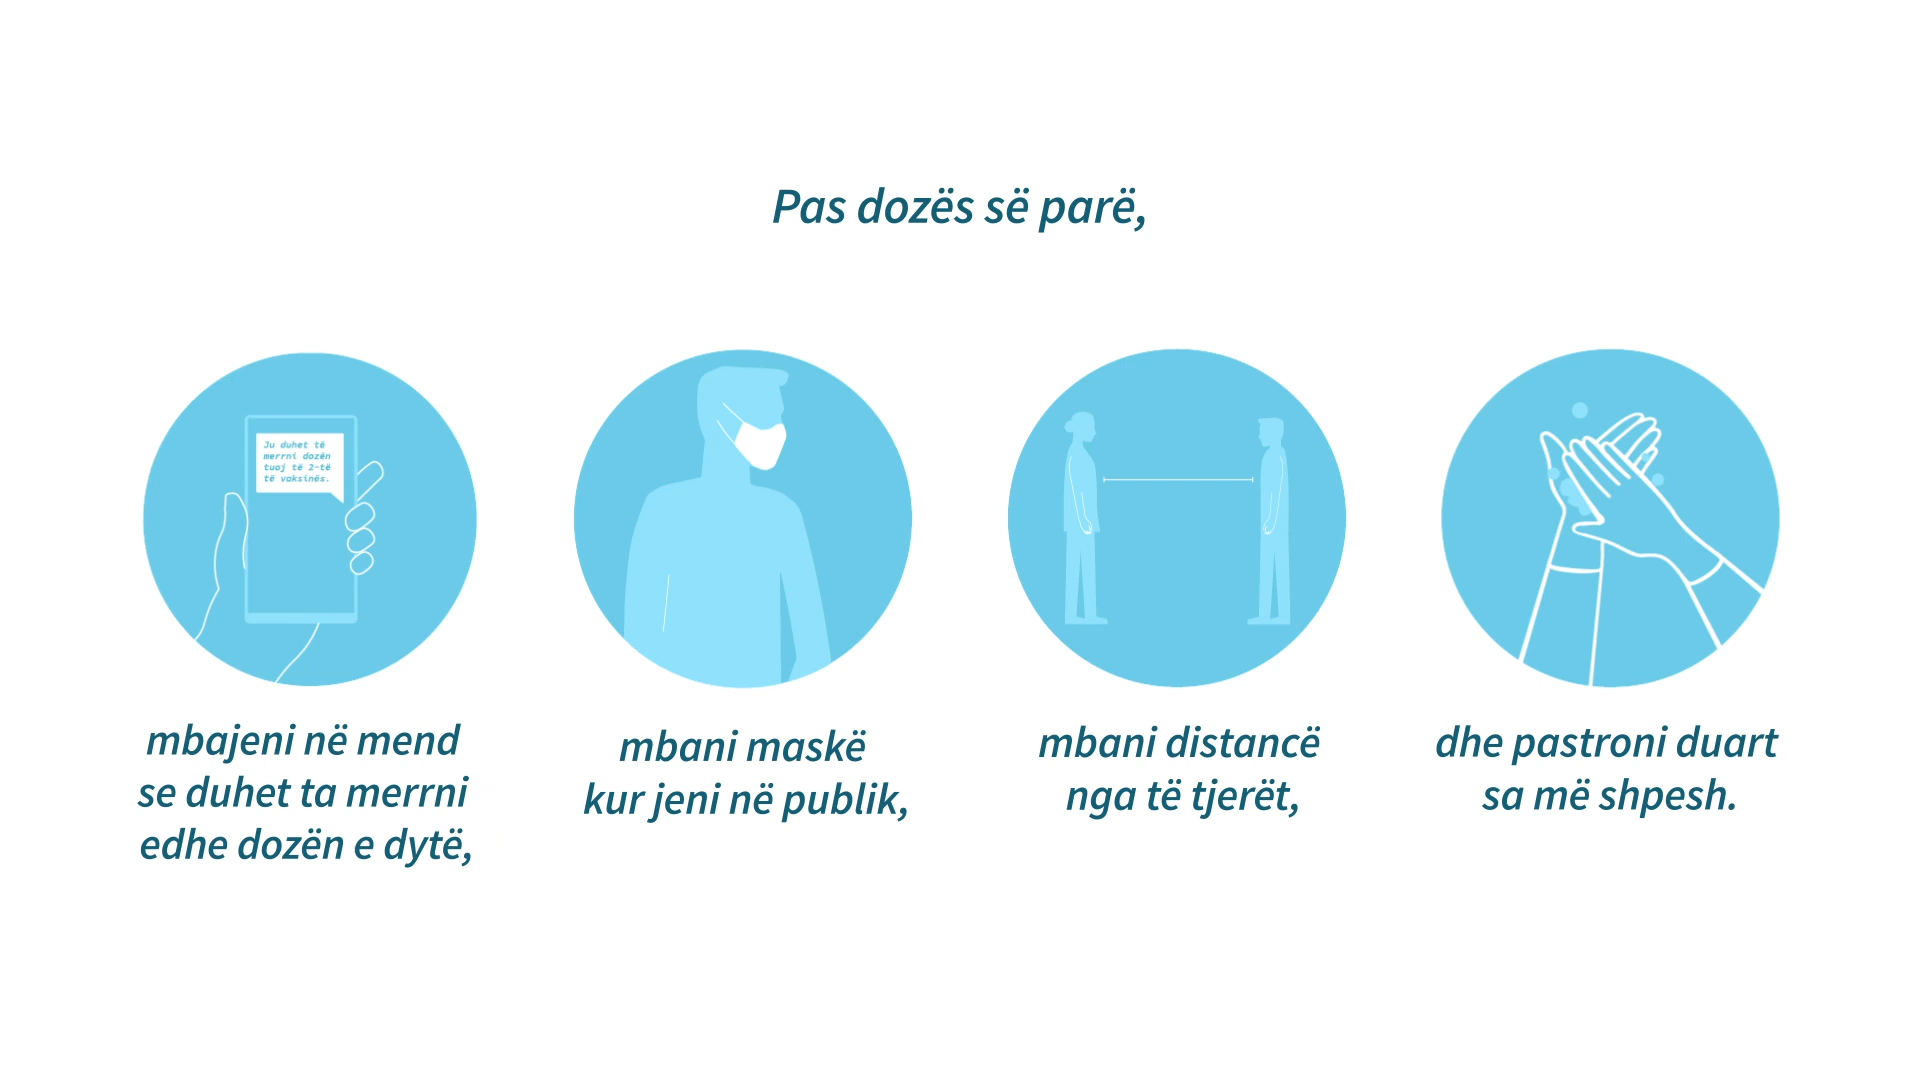 Pas dozës së parë,
Ju duhet të
merrni dozën
tuoj të 2-të
të vaksinës.
mbajeni në mend
se duhet ta merrni
edhe dozën e dytë,
mbani maskë
kur jeni në publik,
mbani distancë
nga të tjerët,
dhe pastroni duart
sa më shpesh.